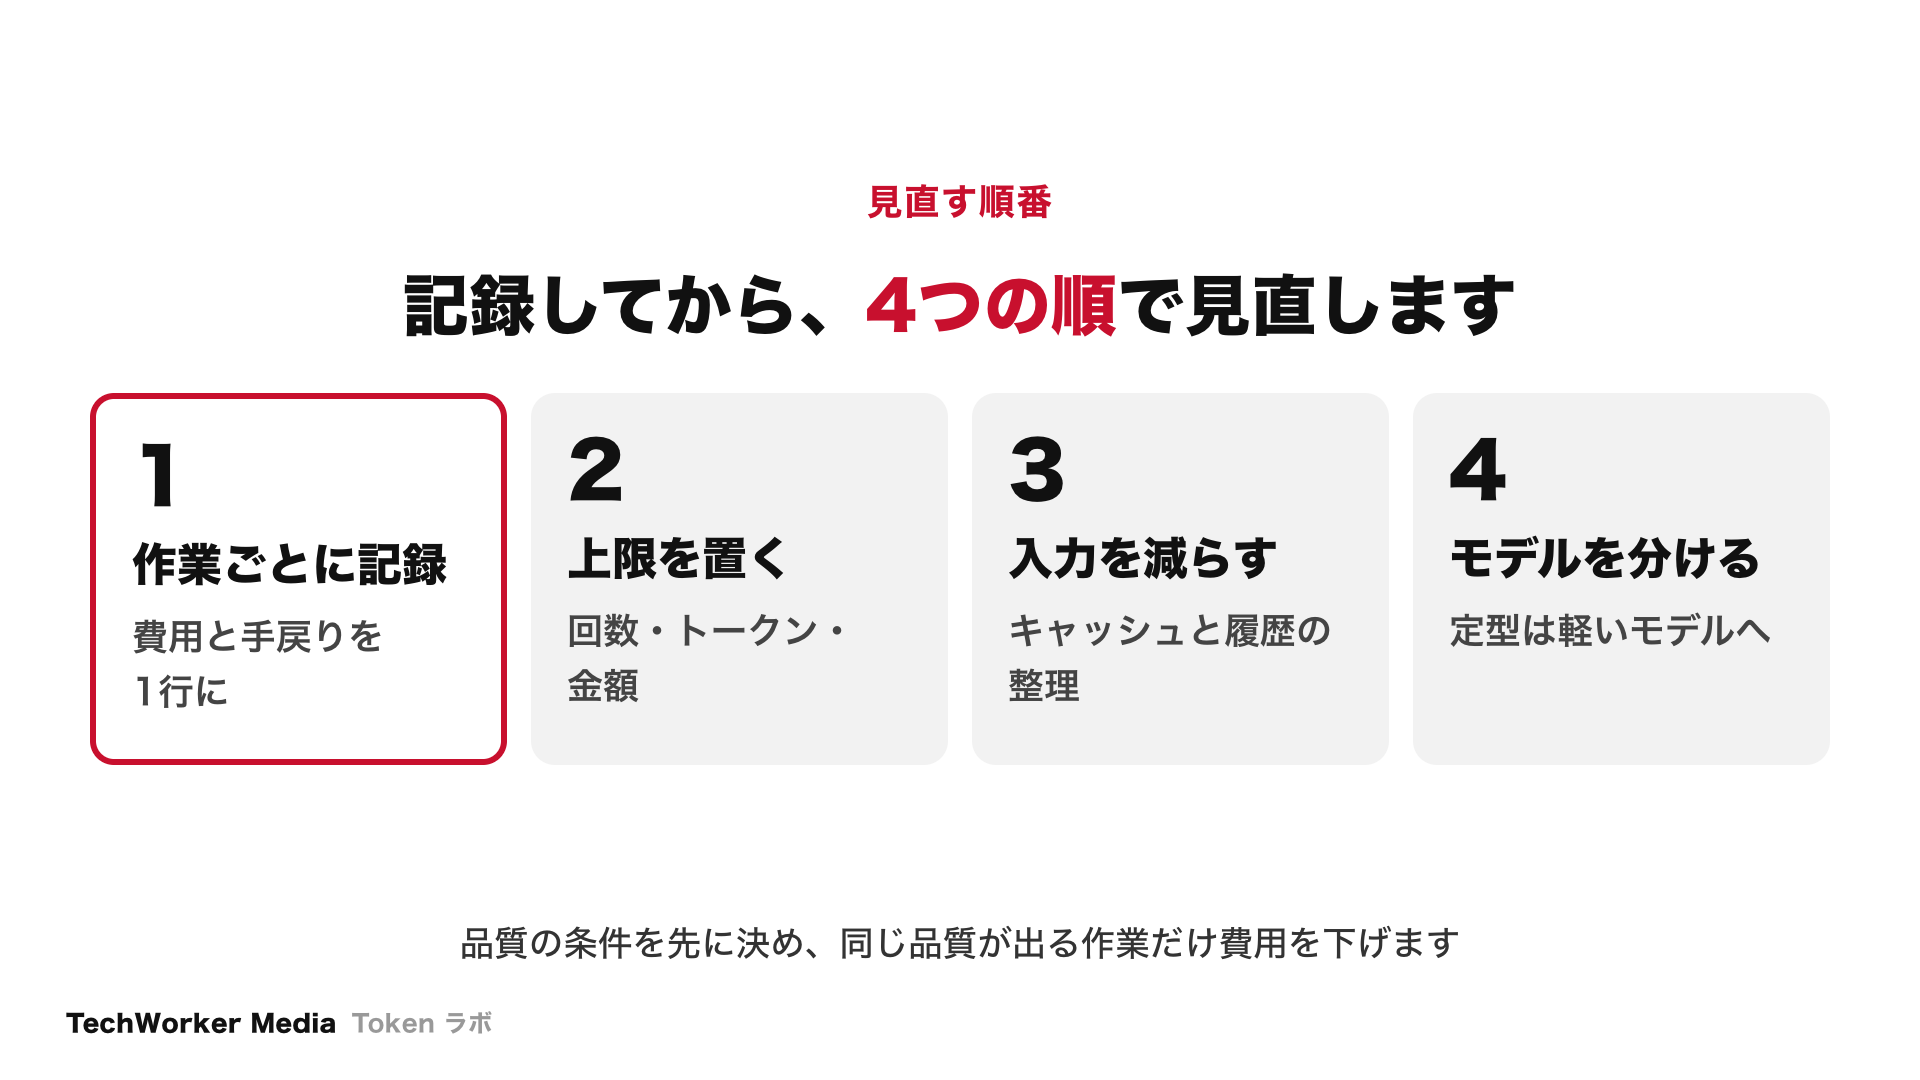 見直す順番
記録してから、4つの順で見直します
1
作業ごとに記録
費用と手戻りを
1行に
2
上限を置く
回数・トークン・
金額
3
入力を減らす
キャッシュと履歴の
整理
4
モデルを分ける
定型は軽いモデルへ
品質の条件を先に決め、同じ品質が出る作業だけ費用を下げます
TechWorker Media Token ラボ